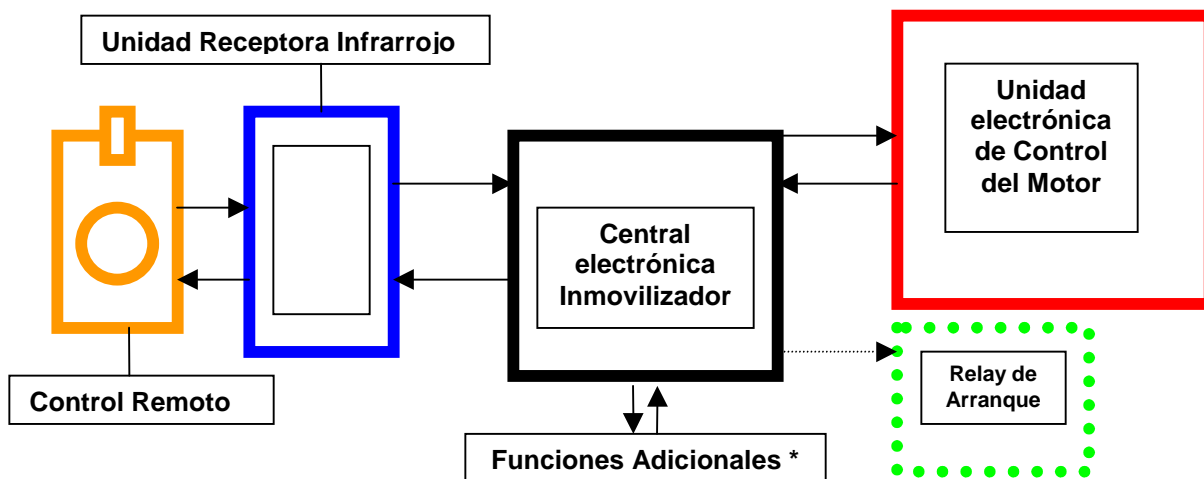 Unidad Receptora Infrarrojo
Unidad
electrónica
de Control
del Motor
Central
electrónica
Inmovilizador
Control Remoto
Relay de
Arranque
Funciones Adicionales *